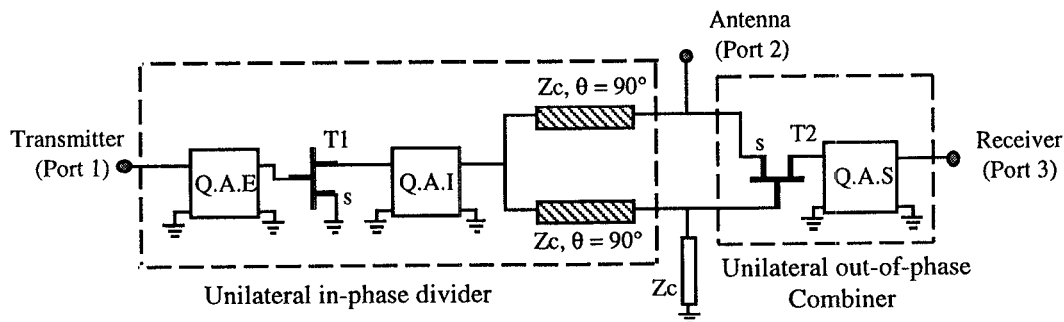 Antenna
(Port 2)
Zc, θ = 90°
Transmitter
(Port 1)
T1
s
T2
Receiver
(Port 3)
Q.A.E
Q.A.I
Q.A.S
s
Zc, θ = 90°
Zc
Unilateral in-phase divider
Unilateral out-of-phase
Combiner